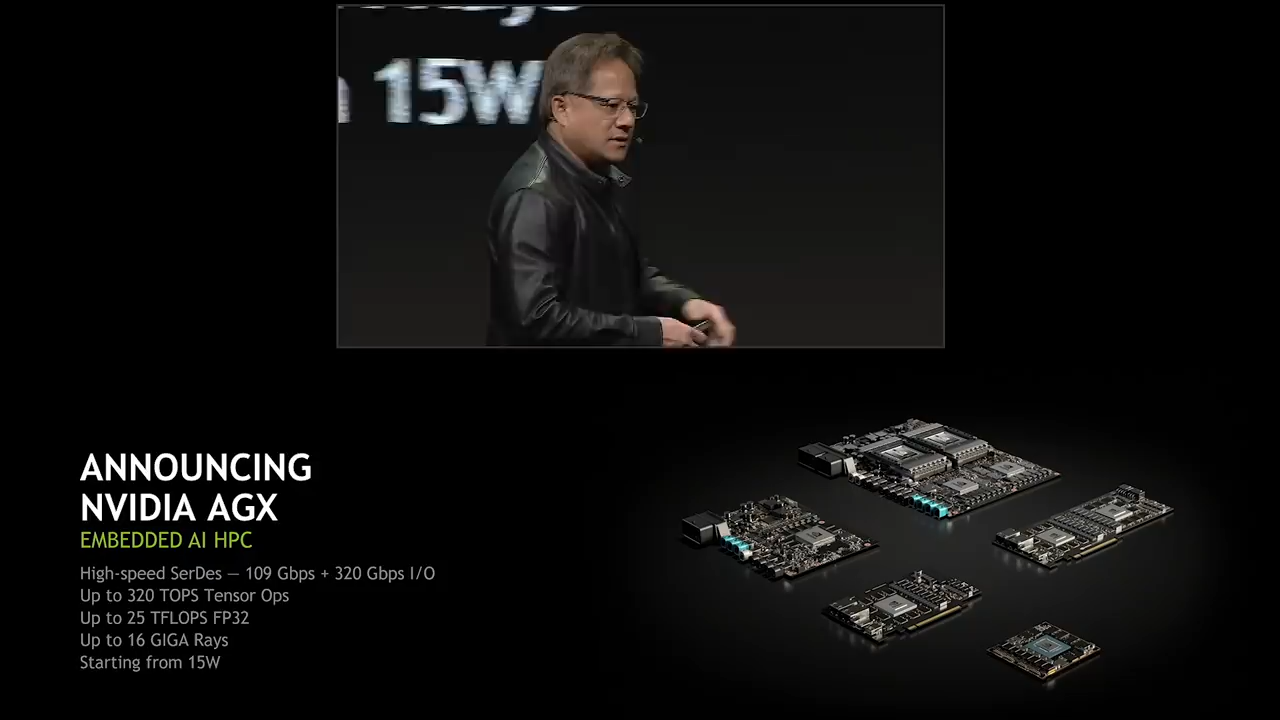 15W
ANNOUNCING
NVIDIA AGX
EMBEDDED AI HPC
High-speed SerDes — 109 Gbps + 320 Gbps I/O
Up to 320 TOPS Tensor Ops
Up to 25 TFLOPS FP32
Up to 16 GIGA Rays
Starting from 15W